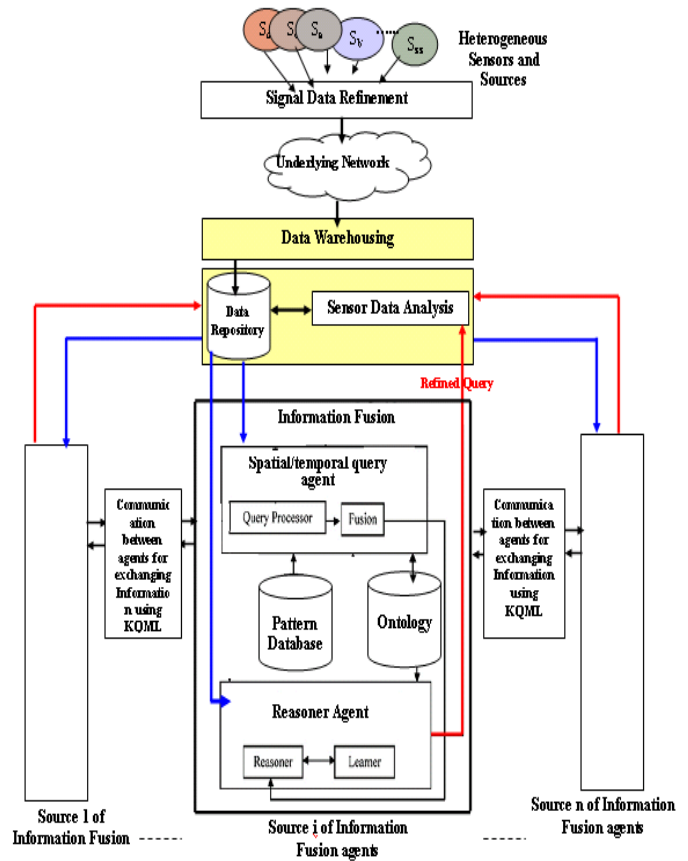 S
S
S
S
S
......
Heterogeneous
Sensors and
Sources
Signal Data Refinement
Underlying Network
Data Warehousing
Data
Repository
Sensor Data Analysis
Refined Query
Information Fusion
Spatial/temporal query
agent
Query Processor
Fusion
Communic
ation
between
agents for
exchanging
Informatio
n using
KQML
Communica
tion between
agents for
exchanging
Information
using
KQML
Pattern
Database
Ontology
Reasoner Agent
Reasoner
Learner
Source 1 of
Information Fusion
Source i of Information
Fusion agents
Source n of Information
Fusion agents